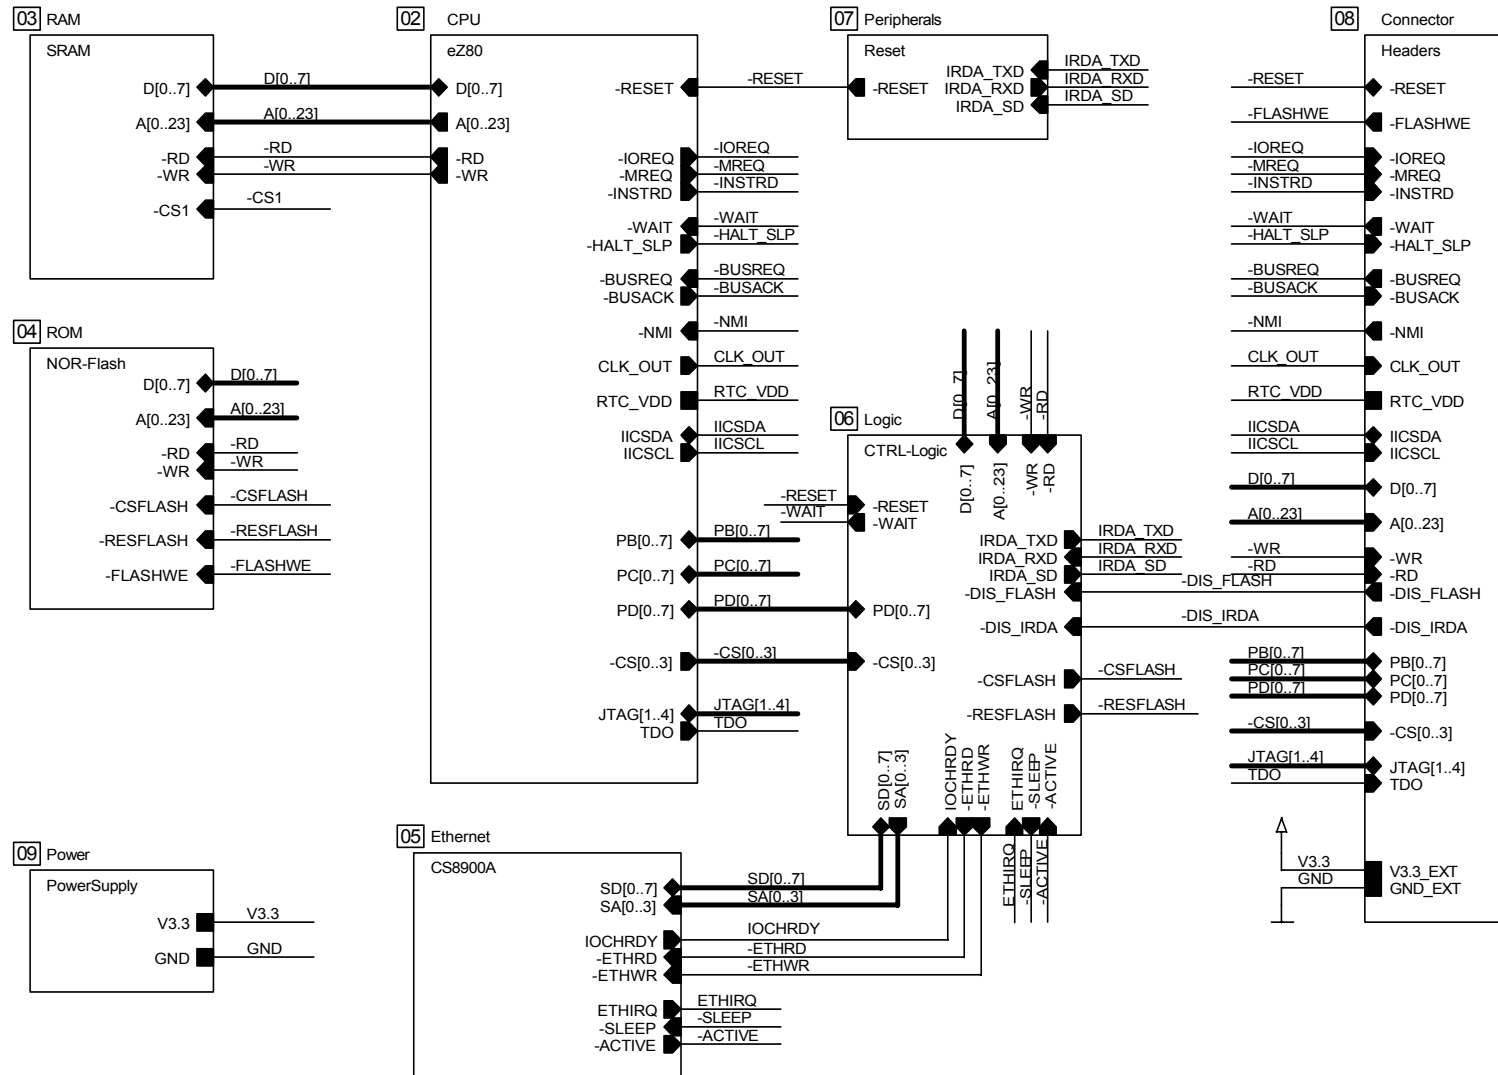 03 RAM
SRAM
D[0..7] D[0..7]
A[0..23] A[0..23]
-RD -RD
-WR -WR
-CS1 -CS1
04 ROM
NOR-Flash
D[0..7] D[0..7]
A[0..23] A[0..23]
-RD -RD
-WR -WR
-CSFLASH -CSFLASH
-RESFLASH -RESFLASH
-FLASHWE -FLASHWE
09 Power
PowerSupply
V3.3 V3.3
GND GND
02 CPU
eZ80
D[0..7]
A[0..23]
-RD
-WR
-RESET -RESET
-IOREQ -IOREQ
-MREQ -MREQ
-INSTRD -INSTRD
-WAIT -WAIT
-HALT_SLP -HALT_SLP
-BUSREQ -BUSREQ
-BUSACK -BUSACK
-NMI -NMI
CLK_OUT CLK_OUT
RTC_VDD RTC_VDD
IICSDA IICSDA
IICSCL IICSCL
PB[0..7] PB[0..7]
PC[0..7] PC[0..7]
PD[0..7] PD[0..7]
-CS[0..3] -CS[0..3]
JTAG[1..4] JTAG[1..4]
TDO TDO
05 Ethernet
CS8900A
SD[0..7] SD[0..7]
SA[0..3] SA[0..3]
IOCHRDY IOCHRDY
-ETHRD -ETHRD
-ETHWR -ETHWR
ETHIRQ ETHIRQ
-SLEEP -SLEEP
-ACTIVE -ACTIVE
07 Peripherals
Reset
-RESET
IRDA_TXD IRDA_TXD
IRDA_RXD IRDA_RXD
IRDA_SD IRDA_SD
06 Logic
CTRL-Logic
D[0..7] D[0..7]
A[0..23] A[0..23]
-WR -WR
-RD -RD
-RESET -RESET
-WAIT -WAIT
PD[0..7]
-CS[0..3]
IRDA_TXD IRDA_TXD
IRDA_RXD IRDA_RXD
IRDA_SD IRDA_SD
-DIS_FLASH -DIS_FLASH
-DIS_IRDA -DIS_IRDA
-CSFLASH -CSFLASH
-RESFLASH -RESFLASH
SD[0..7]
SA[0..3]
IOCHRDY
-ETHRD
-ETHWR
ETHIRQ ETHIRQ
-SLEEP -SLEEP
-ACTIVE -ACTIVE
08 Connector
Headers
-RESET -RESET
-FLASHWE -FLASHWE
-IOREQ -IOREQ
-MREQ -MREQ
-INSTRD -INSTRD
-WAIT -WAIT
-HALT_SLP -HALT_SLP
-BUSREQ -BUSREQ
-BUSACK -BUSACK
-NMI -NMI
CLK_OUT CLK_OUT
RTC_VDD RTC_VDD
IICSDA IICSDA
IICSCL IICSCL
D[0..7] D[0..7]
A[0..23] A[0..23]
-WR -WR
-RD -RD
-DIS_FLASH
-DIS_IRDA
PB[0..7] PB[0..7]
PC[0..7] PC[0..7]
PD[0..7] PD[0..7]
-CS[0..3] -CS[0..3]
JTAG[1..4] JTAG[1..4]
TDO TDO
V3.3 V3.3_EXT
GND GND_EXT